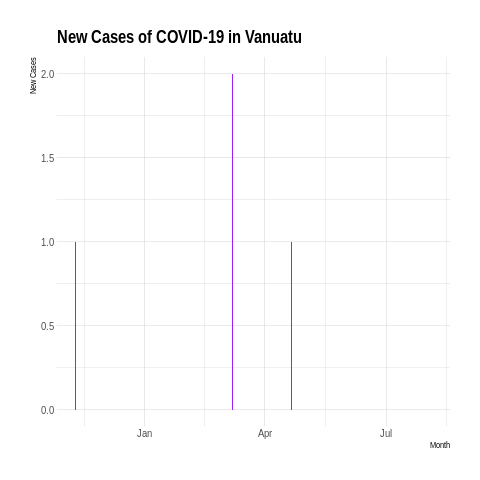 New Cases of COVID-19 in Vanuatu
New Cases
2.0
1.5
1.0
0.5
0.0
Jan
Apr
Jul
Month